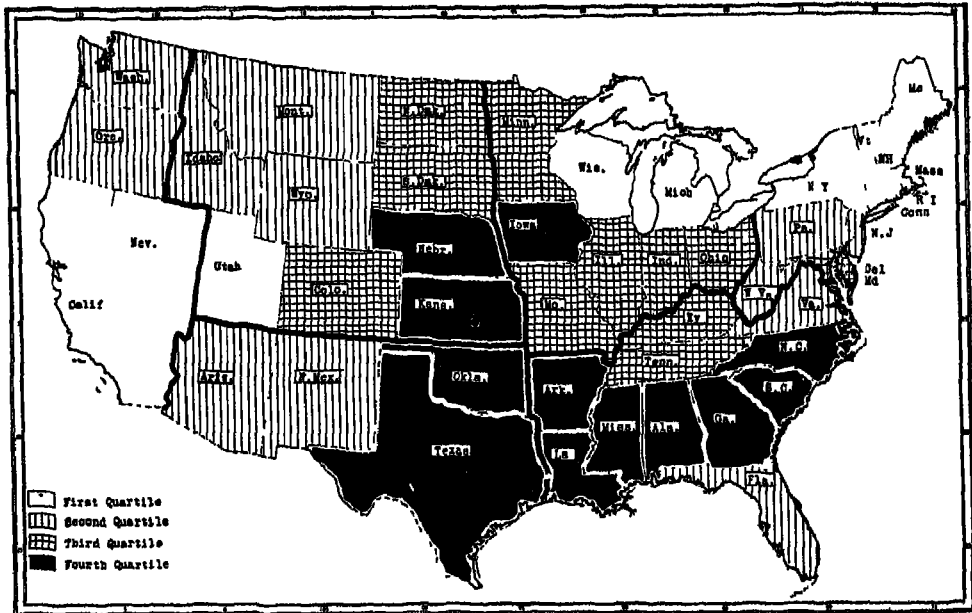 Wash.
Mont.
N.Dak.
Minn.
Me
Ore.
Idaho
Vt
NH
Wis.
Mich
N Y
Mass
R I
Conn
Wyo.
S.Dak.
Iowa
Pa.
N.J
Nev.
Nebr.
Ill.
Ind.
Ohio
Utah
Del
Md
Colo.
Kans.
Mo.
W Va.
Va.
Calif
Ky
N.C.
Tenn
Ariz.
N.Mex.
Okla.
Ark.
S.C.
Miss.
Ala.
Ga.
Texas
La
Fla.
First Quartile
Second Quartile
Third Quartile
Fourth Quartile